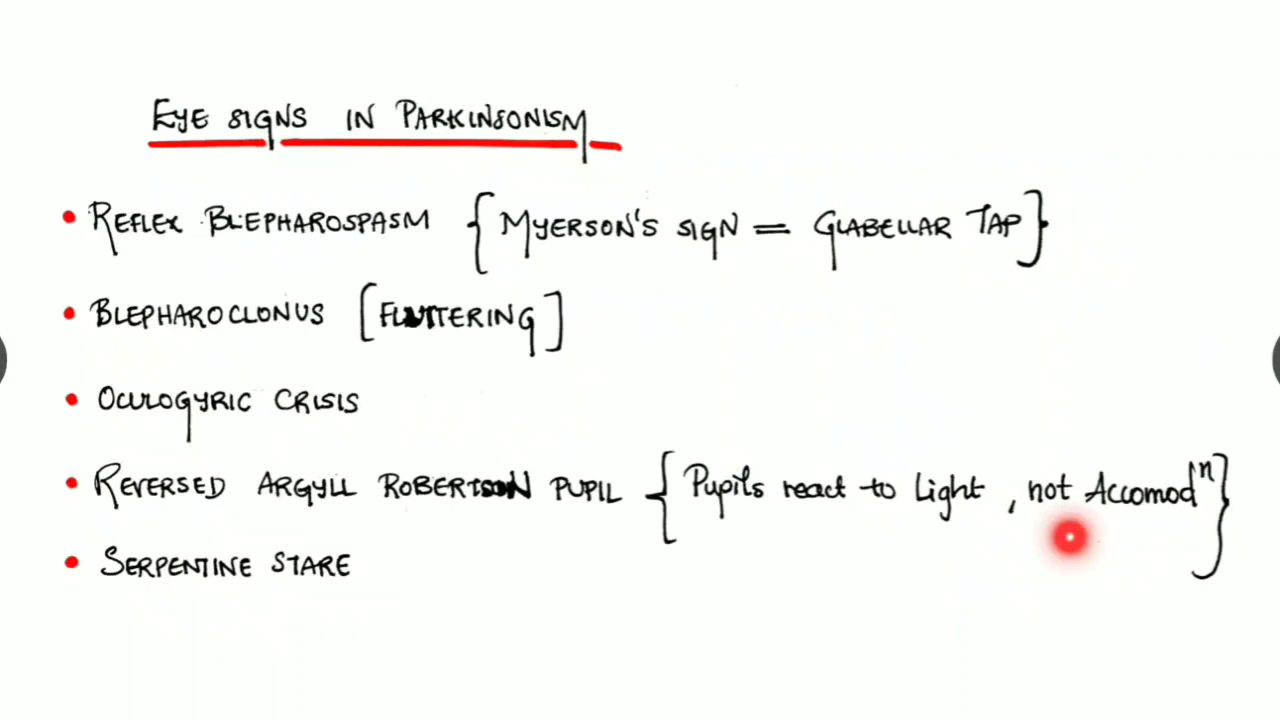 EYE SIGNS IN PARKINSONISM
• REFLEX BLEPHAROSPASM {MYERSON'S SIGN = GLABELLAR TAP}
• BLEPHAROCLONUS [FLUTTERING]
• OCULOGYRIC CRISIS
• REVERSED ARGYLL ROBERTSON PUPIL {Pupils react to Light, not Accomodⁿ}
• SERPENTINE STARE